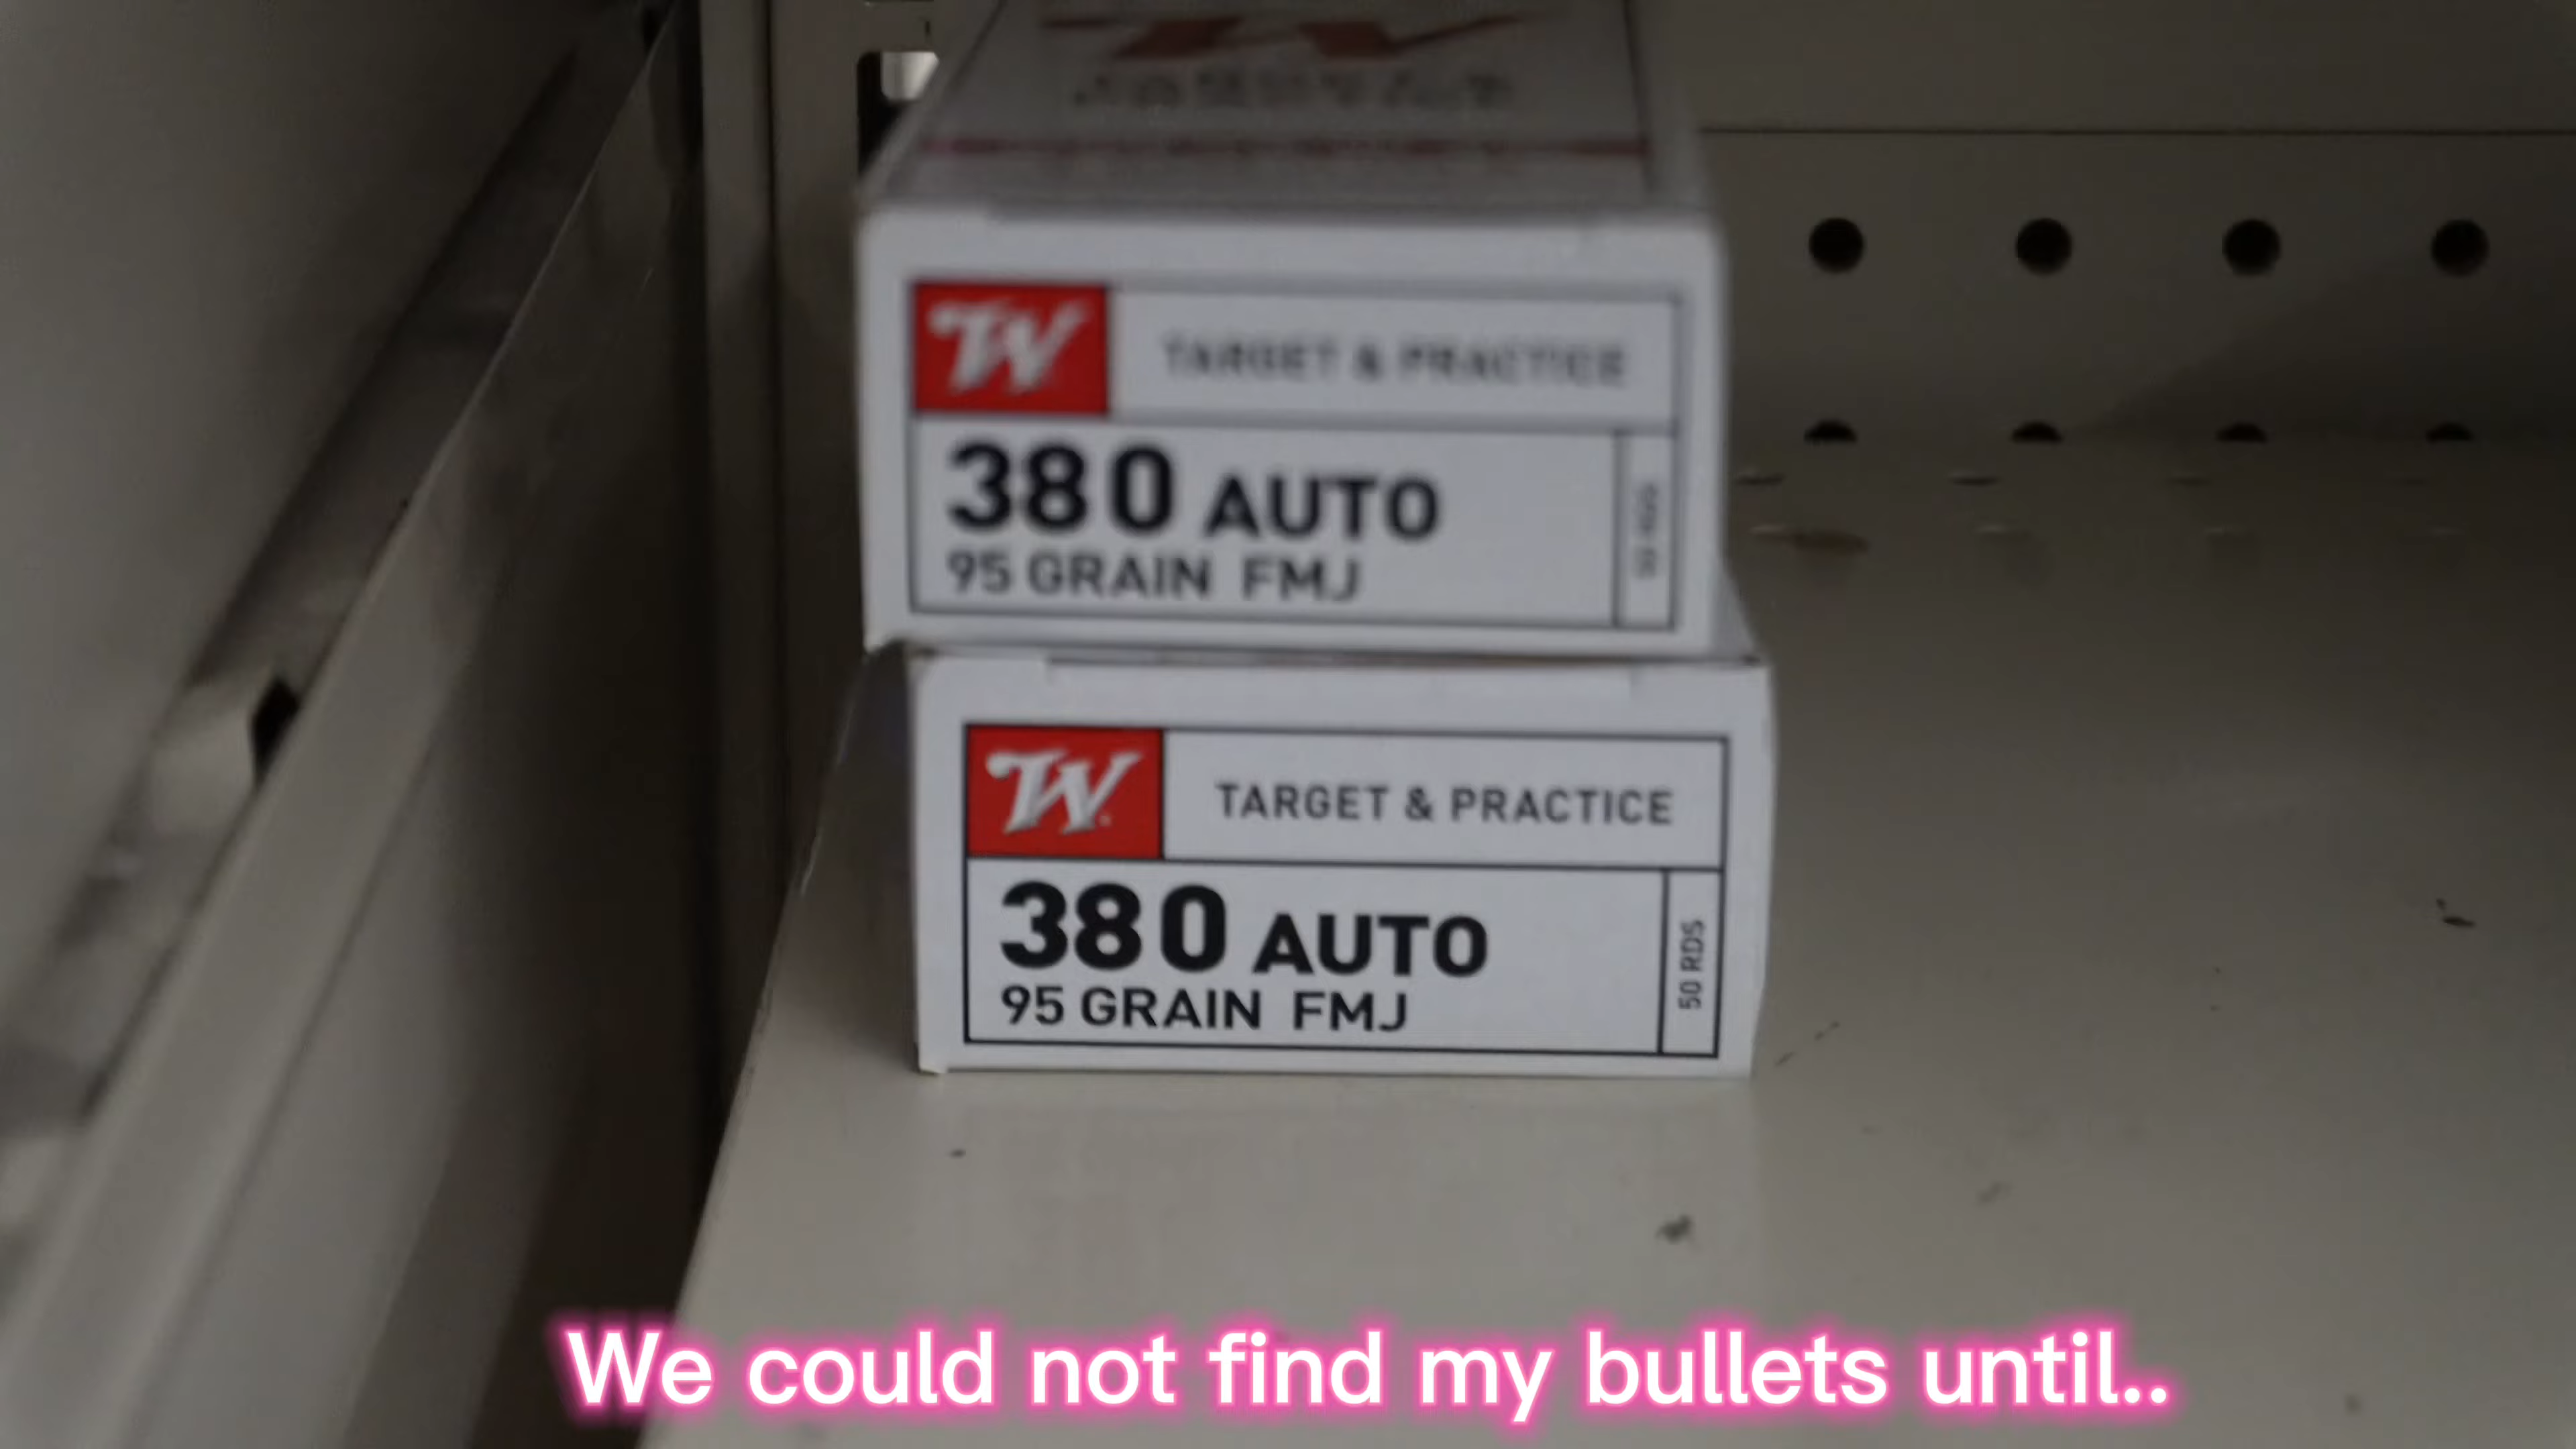 W
TARGET & PRACTICE
380 AUTO
95 GRAIN FMJ
W
TARGET & PRACTICE
380 AUTO
95 GRAIN FMJ
50 RDS
We could not find my bullets until..